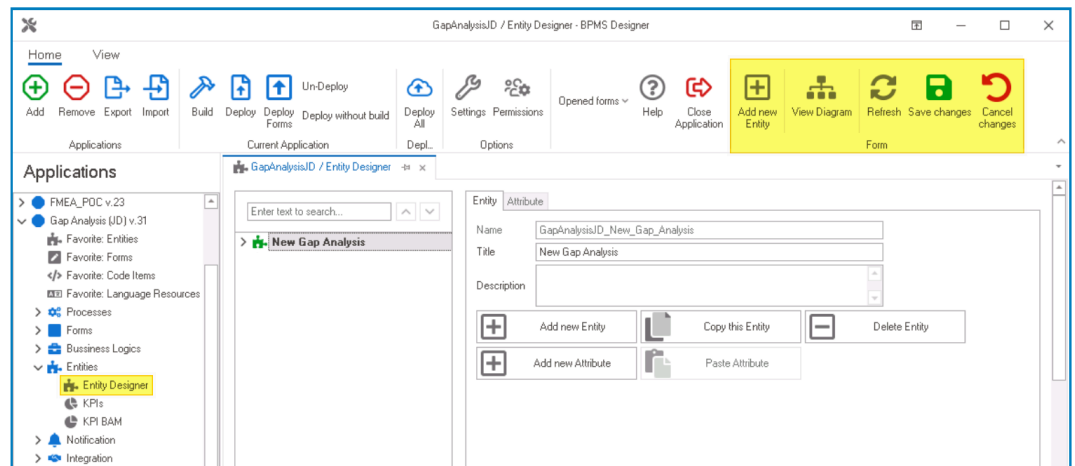 GapAnalysisJD / Entity Designer - BPMS Designer
Home View
Add Remove Export Import Build Deploy Deploy Forms Un-Deploy Deploy without build Deploy All Settings Permissions Opened forms Help Close Application Add new Entity View Diagram Refresh Save changes Cancel changes
Applications Current Application Depl... Options Form
Applications
GapAnalysisJD / Entity Designer
FMEA_POC v.23
Gap Analysis (JD) v.31
Favorite: Entities
Favorite: Forms
Favorite: Code Items
Favorite: Language Resources
Processes
Forms
Bussiness Logics
Entities
Entity Designer
KPIs
KPI BAM
Notification
Integration
Enter text to search...
New Gap Analysis
Entity Attribute
Name GapAnalysisJD_New_Gap_Analysis
Title New Gap Analysis
Description
Add new Entity Copy this Entity Delete Entity
Add new Attribute Paste Attribute